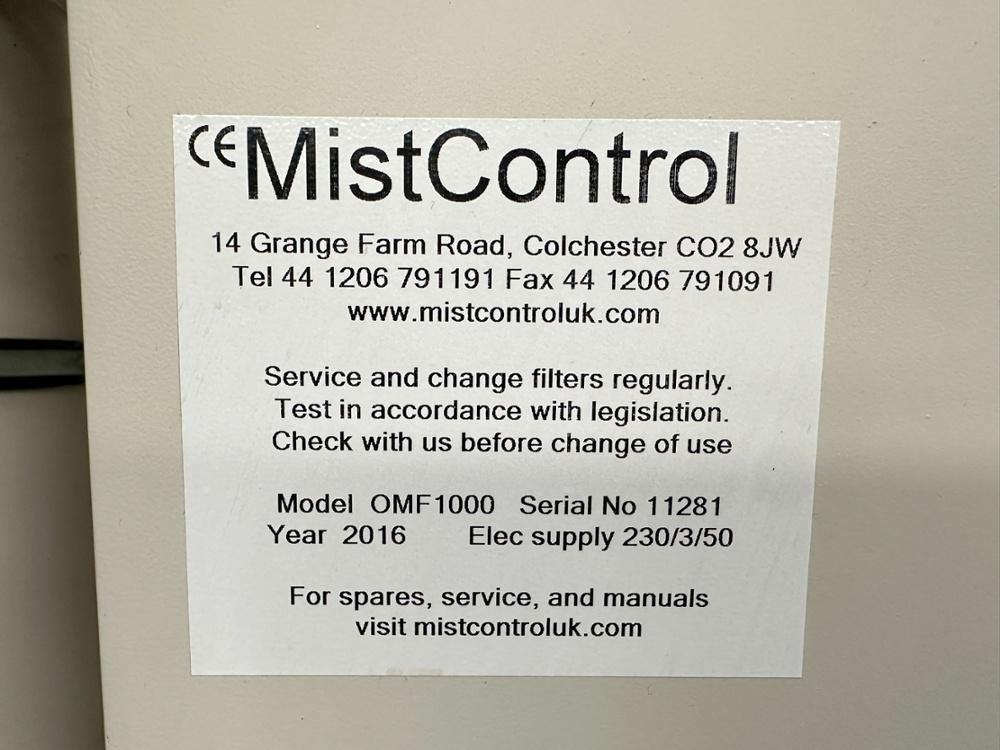 CE MistControl
14 Grange Farm Road, Colchester CO2 8JW
Tel 44 1206 791191 Fax 44 1206 791091
www.mistcontroluk.com
Service and change filters regularly.
Test in accordance with legislation.
Check with us before change of use
Model OMF1000 Serial No 11281
Year 2016 Elec supply 230/3/50
For spares, service, and manuals
visit mistcontroluk.com